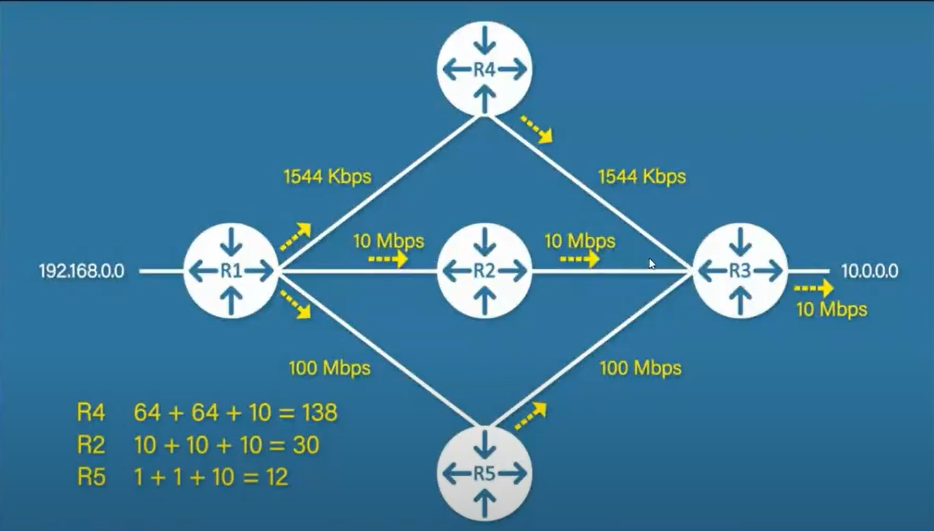 R4
1544 Kbps
1544 Kbps
10 Mbps
10 Mbps
192.168.0.0
R1
R2
R3
10.0.0.0
10 Mbps
100 Mbps
100 Mbps
R4 64 + 64 + 10 = 138
R2 10 + 10 + 10 = 30
R5 1 + 1 + 10 = 12
R5